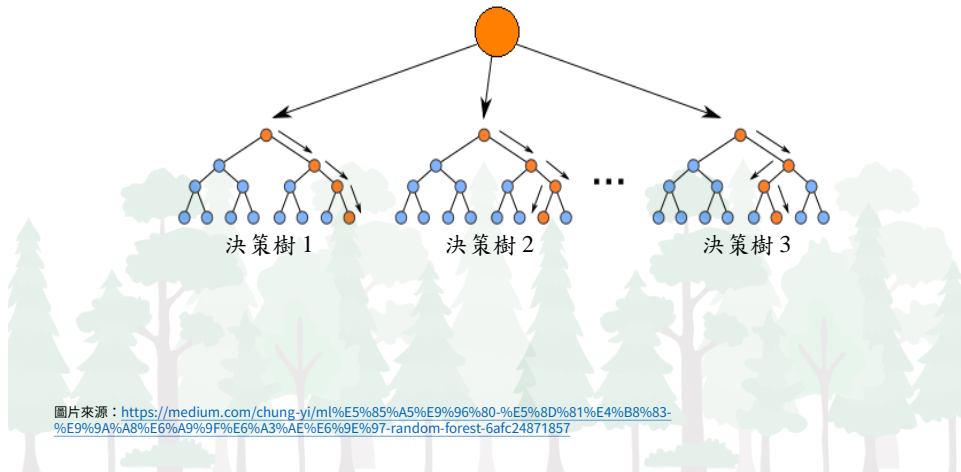 決策樹 1 決策樹 2 決策樹 3
圖片來源：https://medium.com/chung-yi/ml%E5%85%A5%E9%96%80-%E5%8D%81%E4%B8%83-
%E9%9A%A8%E6%A9%9F%E6%A3%AE%E6%9E%97-random-forest-6afc24871857